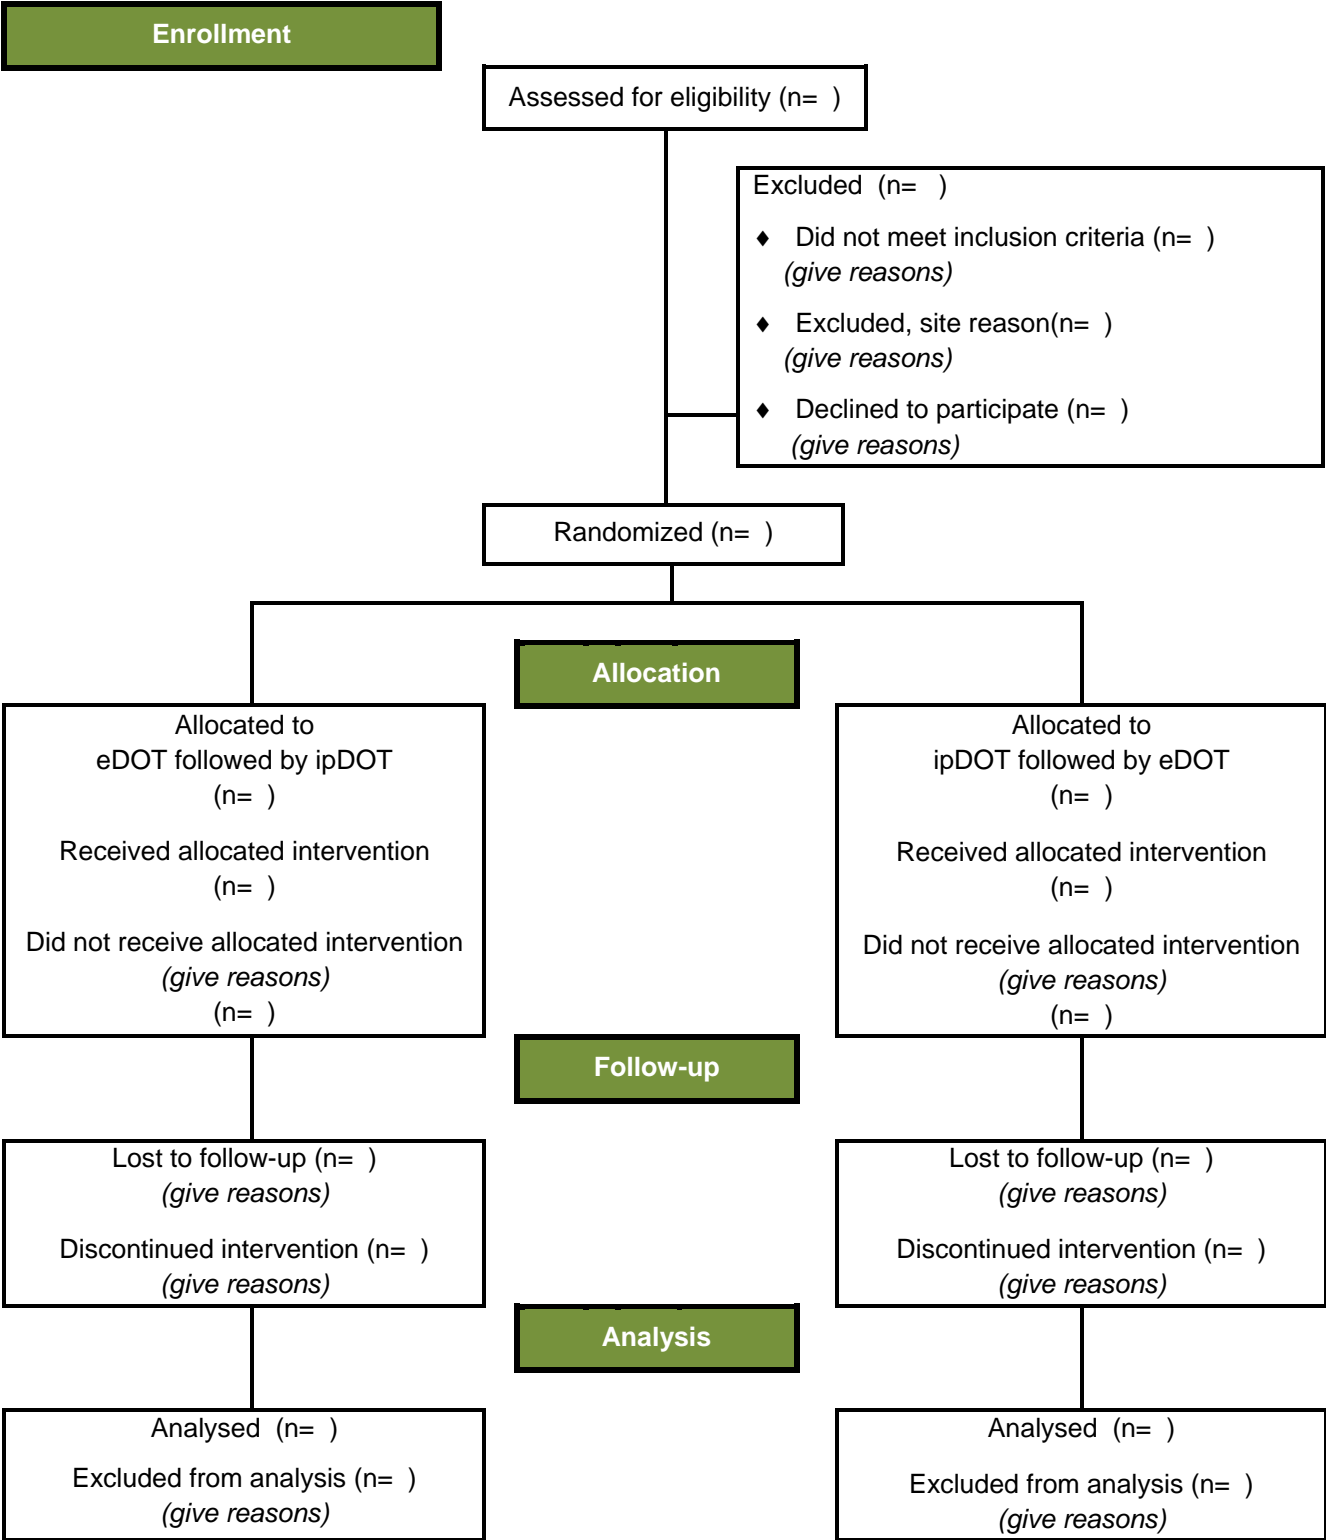 Enrollment
Assessed for eligibility (n=  )
Excluded  (n=   )
♦ Did not meet inclusion criteria (n=  )
(give reasons)
♦ Excluded, site reason(n=  )
(give reasons)
♦ Declined to participate (n=  )
(give reasons)
Randomized (n=  )
Allocation
Allocated to
eDOT followed by ipDOT
(n=  )
Received allocated intervention
(n=  )
Did not receive allocated intervention
(give reasons)
(n=  )
Allocated to
ipDOT followed by eDOT
(n=  )
Received allocated intervention
(n=  )
Did not receive allocated intervention
(give reasons)
(n=  )
Follow-up
Lost to follow-up (n=  )
(give reasons)
Discontinued intervention (n=  )
(give reasons)
Lost to follow-up (n=  )
(give reasons)
Discontinued intervention (n=  )
(give reasons)
Analysis
Analysed  (n=  )
Excluded from analysis (n=  )
(give reasons)
Analysed  (n=  )
Excluded from analysis (n=  )
(give reasons)